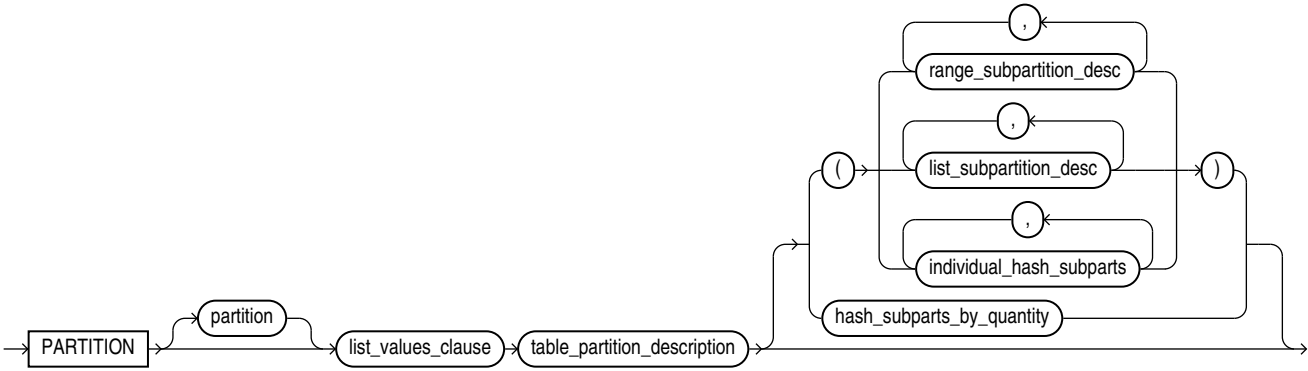 ,
range_subpartition_desc
,
( list_subpartition_desc )
,
individual_hash_subparts
partition hash_subparts_by_quantity
PARTITION list_values_clause table_partition_description